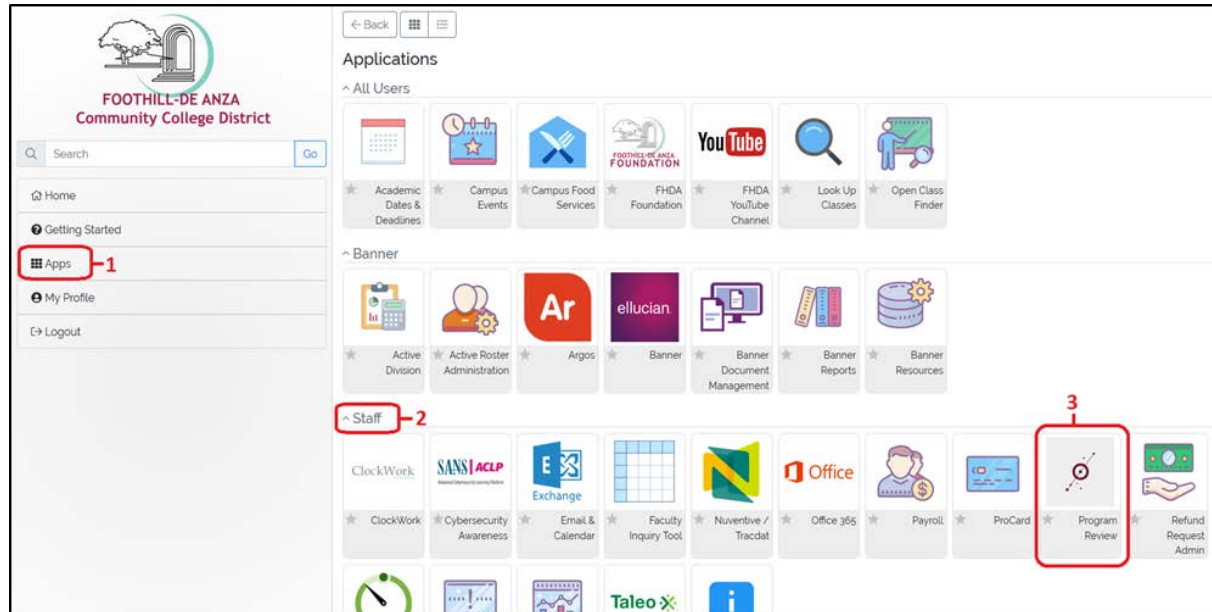 FOOTHILL-DE ANZA
Community College District
Search
Go
Home
Getting Started
Apps
1
My Profile
Logout
Back
Applications
All Users
YouTube
FOOTHILL-DE ANZA
FOUNDATION
Academic
Dates &
Deadlines
Campus
Events
Campus Food
Services
FHDA
Foundation
FHDA
YouTube
Channel
Look Up
Classes
Open Class
Finder
Banner
Ar
ellucian.
Active
Division
Active Roster
Administration
Argos
Banner
Banner
Document
Management
Banner
Reports
Banner
Resources
Staff
2
3
ClockWork
SANS ACLP
E
Exchange
N
Office
ClockWork
Cybersecurity
Awareness
Email &
Calendar
Faculty
Inquiry Tool
Nuventive /
Tracdat
Office 365
Payroll
ProCard
Program
Review
Refund
Request
Admin
Taleo
i